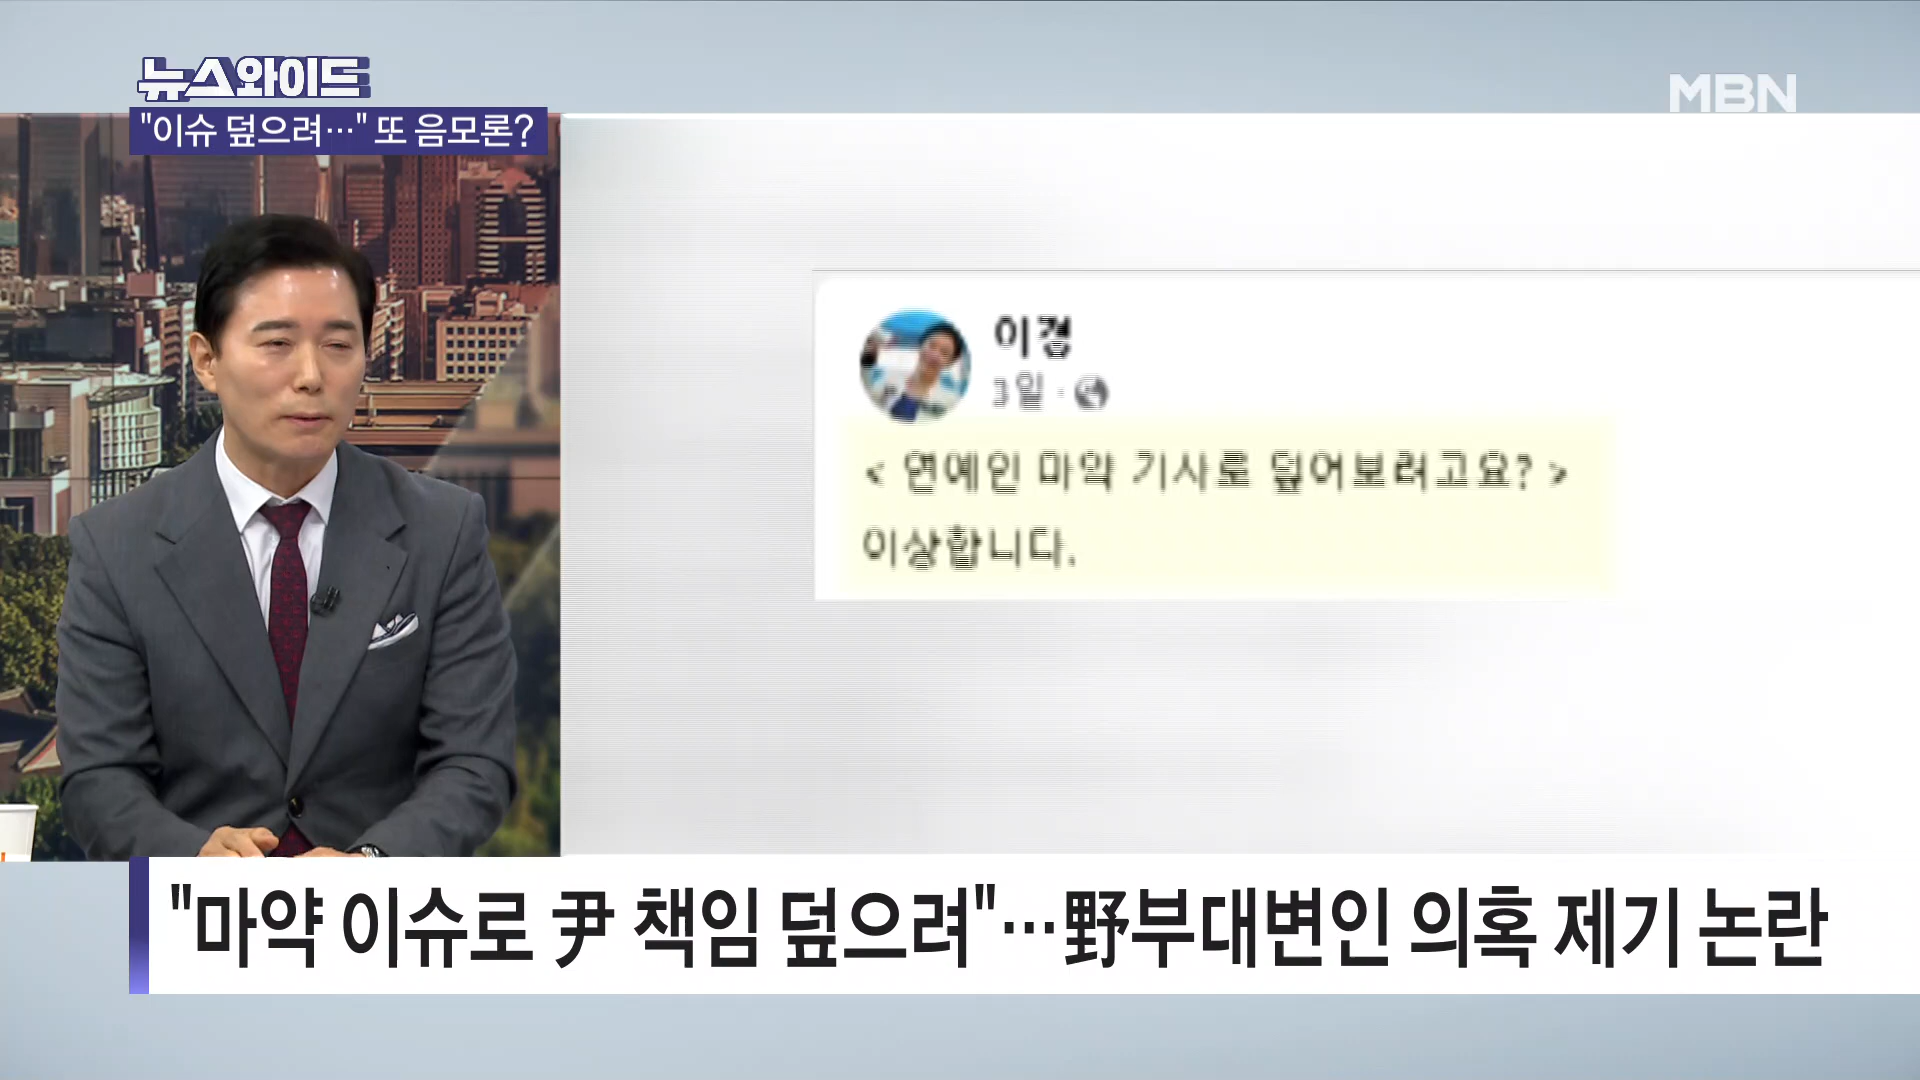 뉴스와이드
MBN
"이슈 덮으려…" 또 음모론?
이경
3일 ·
< 연예인 마약 기사로 덮어보려고요? >
이상합니다.
"마약 이슈로 尹 책임 덮으려"…野부대변인 의혹 제기 논란